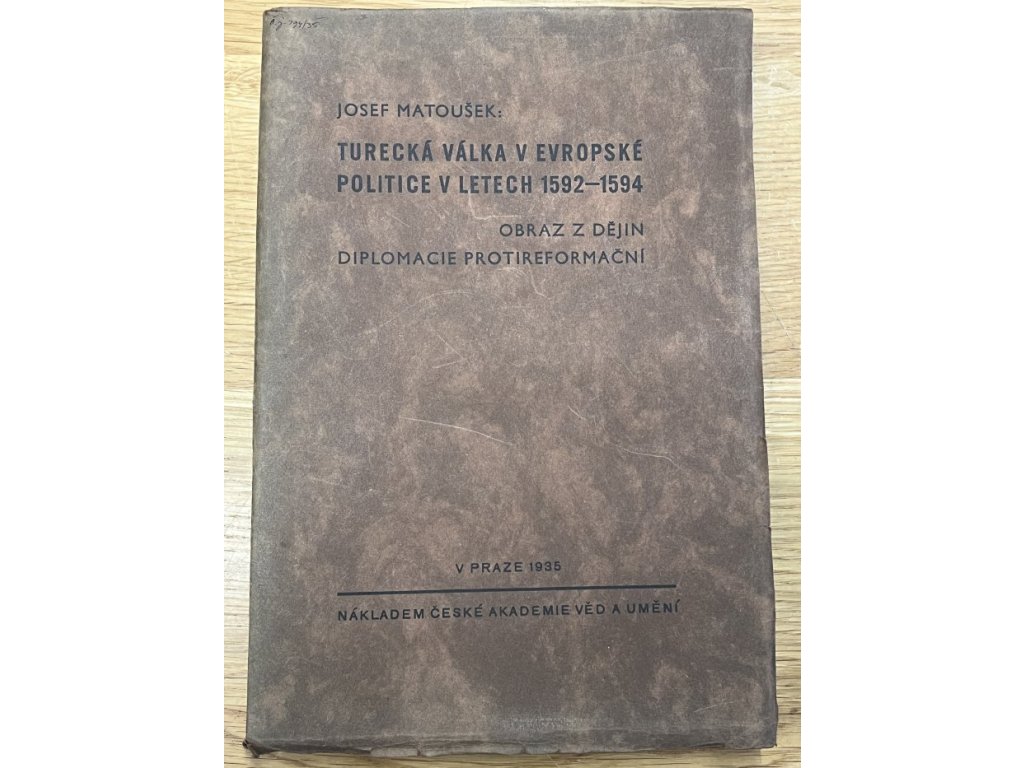 JOSEF MATOUŠEK:
TURECKÁ VÁLKA V EVROPSKÉ
POLITICE V LETECH 1592—1594
OBRAZ Z DĚJIN
DIPLOMACIE PROTIREFORMAČNÍ
V PRAZE 1935
NÁKLADEM ČESKÉ AKADEMIE VĚD A UMĚNÍ